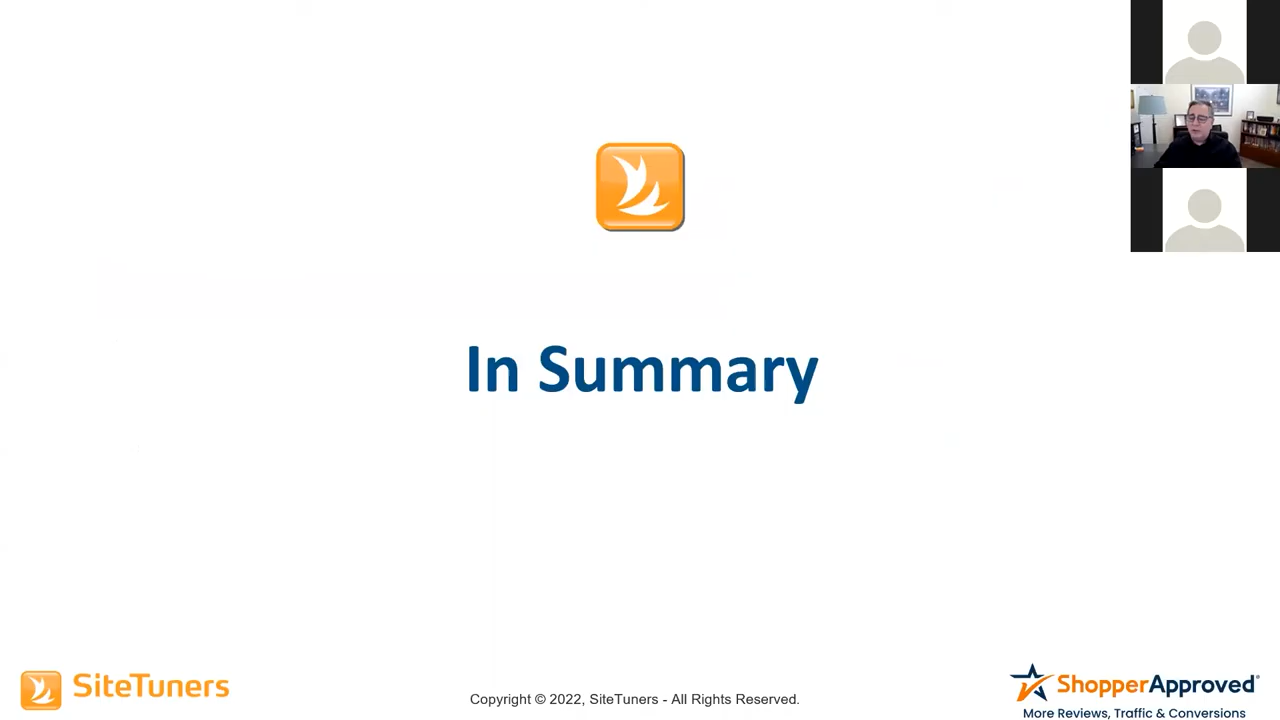 In Summary
SiteTuners
Copyright © 2022, SiteTuners - All Rights Reserved.
ShopperApproved®
More Reviews, Traffic & Conversions